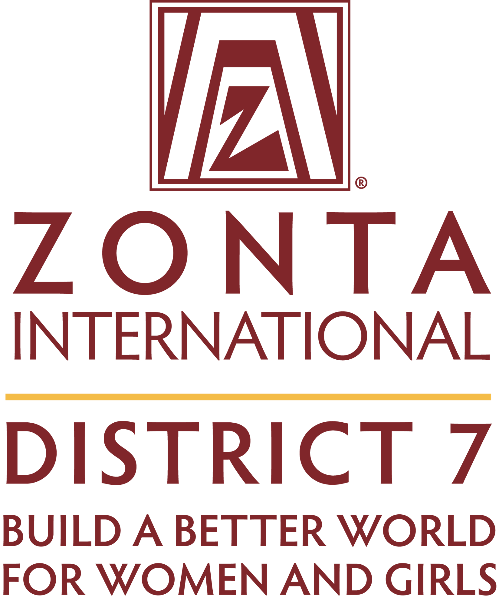 Z
®
ZONTA
INTERNATIONAL
DISTRICT 7
BUILD A BETTER WORLD
FOR WOMEN AND GIRLS